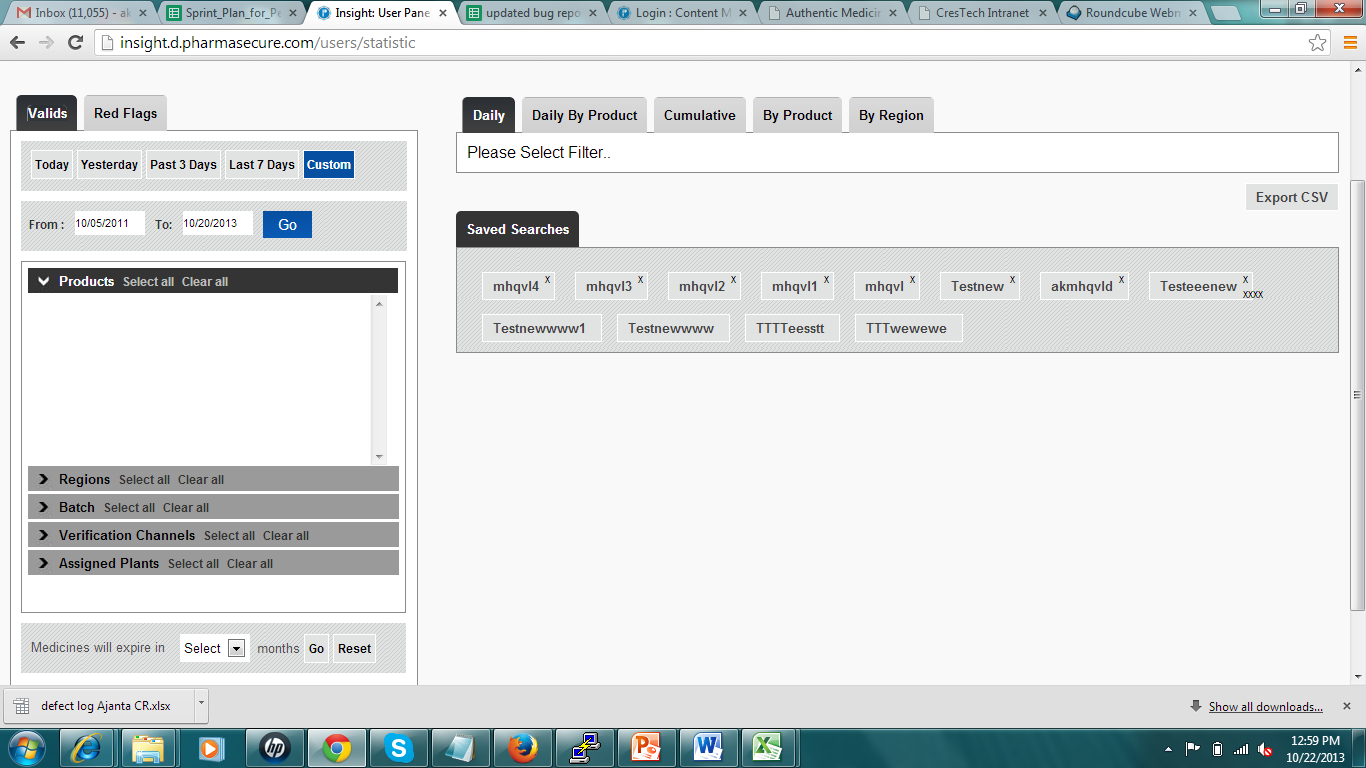 Inbox (11,055) - ak
Sprint_Plan_for_Pe
Insight: User Pane
updated bug repo
Login : Content M
Authentic Medicin
CresTech Intranet
Roundcube Webm
insight.d.pharmasecure.com/users/statistic
Valids Red Flags
Today Yesterday Past 3 Days Last 7 Days Custom
From : 10/05/2011 To: 10/20/2013 Go
Products Select all Clear all
Regions Select all Clear all
Batch Select all Clear all
Verification Channels Select all Clear all
Assigned Plants Select all Clear all
Medicines will expire in Select months Go Reset
Daily Daily By Product Cumulative By Product By Region
Please Select Filter..
Export CSV
Saved Searches
mhqvl4 x mhqvl3 x mhqvl2 x mhqvl1 x mhqvl x Testnew x akmhqvld x Testeeenew x
xxxx
Testnewwww1 Testnewwww TTTTeesstt TTTwewewe
defect log Ajanta CR.xlsx
Show all downloads...
12:59 PM
10/22/2013